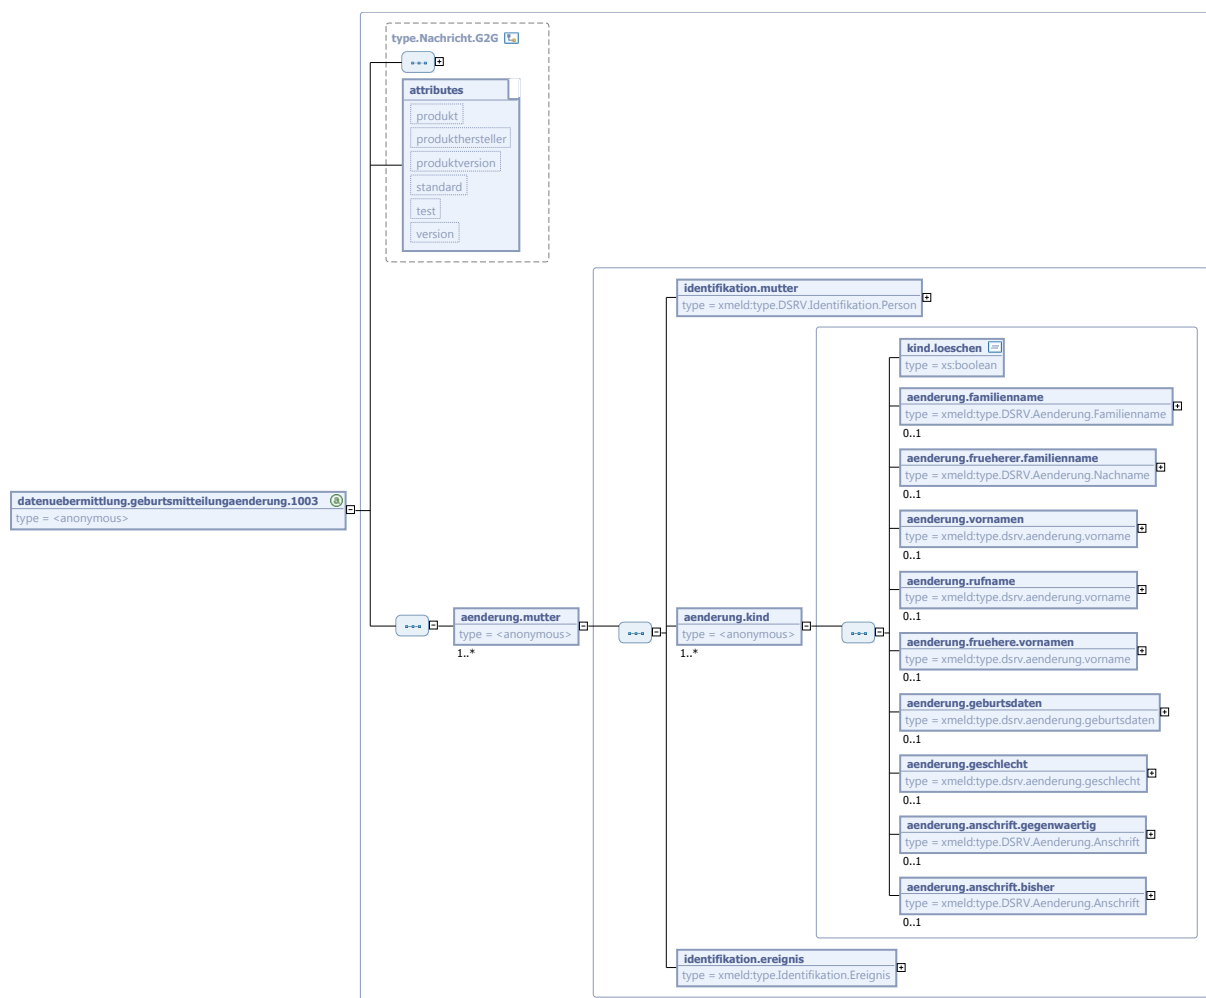 type.Nachricht.G2G
attributes
produkt
produkthersteller
produktversion
standard
test
version
datenuebermittlung.geburtsmitteilungaenderung.1003
a
type = <anonymous>
aenderung.mutter
type = <anonymous>
1..*
identifikation.mutter
type = xmeld:type.DSRV.Identifikation.Person
aenderung.kind
type = <anonymous>
1..*
kind.loeschen
type = xs:boolean
aenderung.familienname
type = xmeld:type.DSRV.Aenderung.Familienname
0..1
aenderung.frueherer.familienname
type = xmeld:type.DSRV.Aenderung.Nachname
0..1
aenderung.vornamen
type = xmeld:type.dsrv.aenderung.vorname
0..1
aenderung.rufname
type = xmeld:type.dsrv.aenderung.vorname
0..1
aenderung.fruehere.vornamen
type = xmeld:type.dsrv.aenderung.vorname
0..1
aenderung.geburtsdaten
type = xmeld:type.dsrv.aenderung.geburtsdaten
0..1
aenderung.geschlecht
type = xmeld:type.dsrv.aenderung.geschlecht
0..1
aenderung.anschrift.gegenwaertig
type = xmeld:type.DSRV.Aenderung.Anschrift
0..1
aenderung.anschrift.bisher
type = xmeld:type.DSRV.Aenderung.Anschrift
0..1
identifikation.ereignis
type = xmeld:type.Identifikation.Ereignis